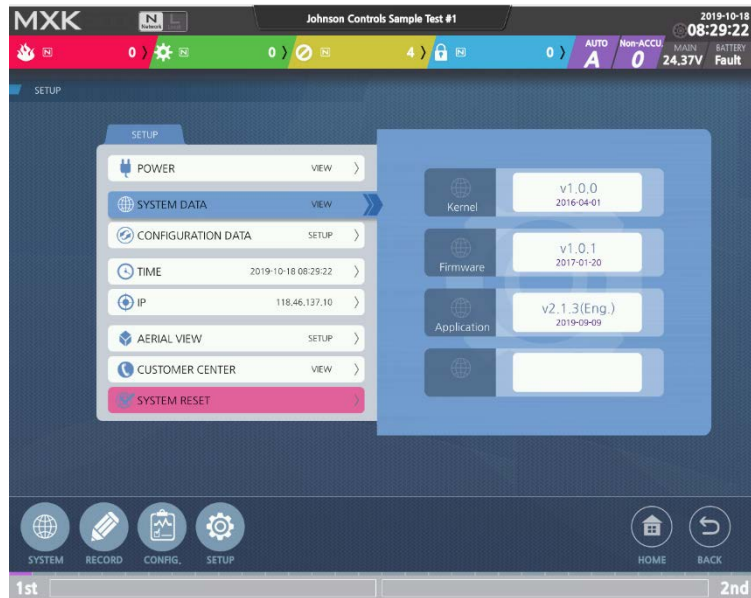 MXK
N
Network
L
Local
Johnson Controls Sample Test #1
2019-10-18
08:29:22
N 0 〉
N 0 〉
N 4 〉
N 0 〉
AUTO
A
Non-ACCU.
0
MAIN
24.37V
BATTERY
Fault
SETUP
SETUP
POWER VIEW 〉
SYSTEM DATA VIEW
CONFIGURATION DATA SETUP 〉
TIME 2019-10-18 08:29:22 〉
IP 118.46.137.10 〉
AERIAL VIEW SETUP 〉
CUSTOMER CENTER VIEW 〉
SYSTEM RESET 〉
Kernel
v1.0.0
2016-04-01
Firmware
v1.0.1
2017-01-20
Application
v2.1.3(Eng.)
2019-09-09
SYSTEM
RECORD
CONFIG.
SETUP
HOME
BACK
1st
2nd